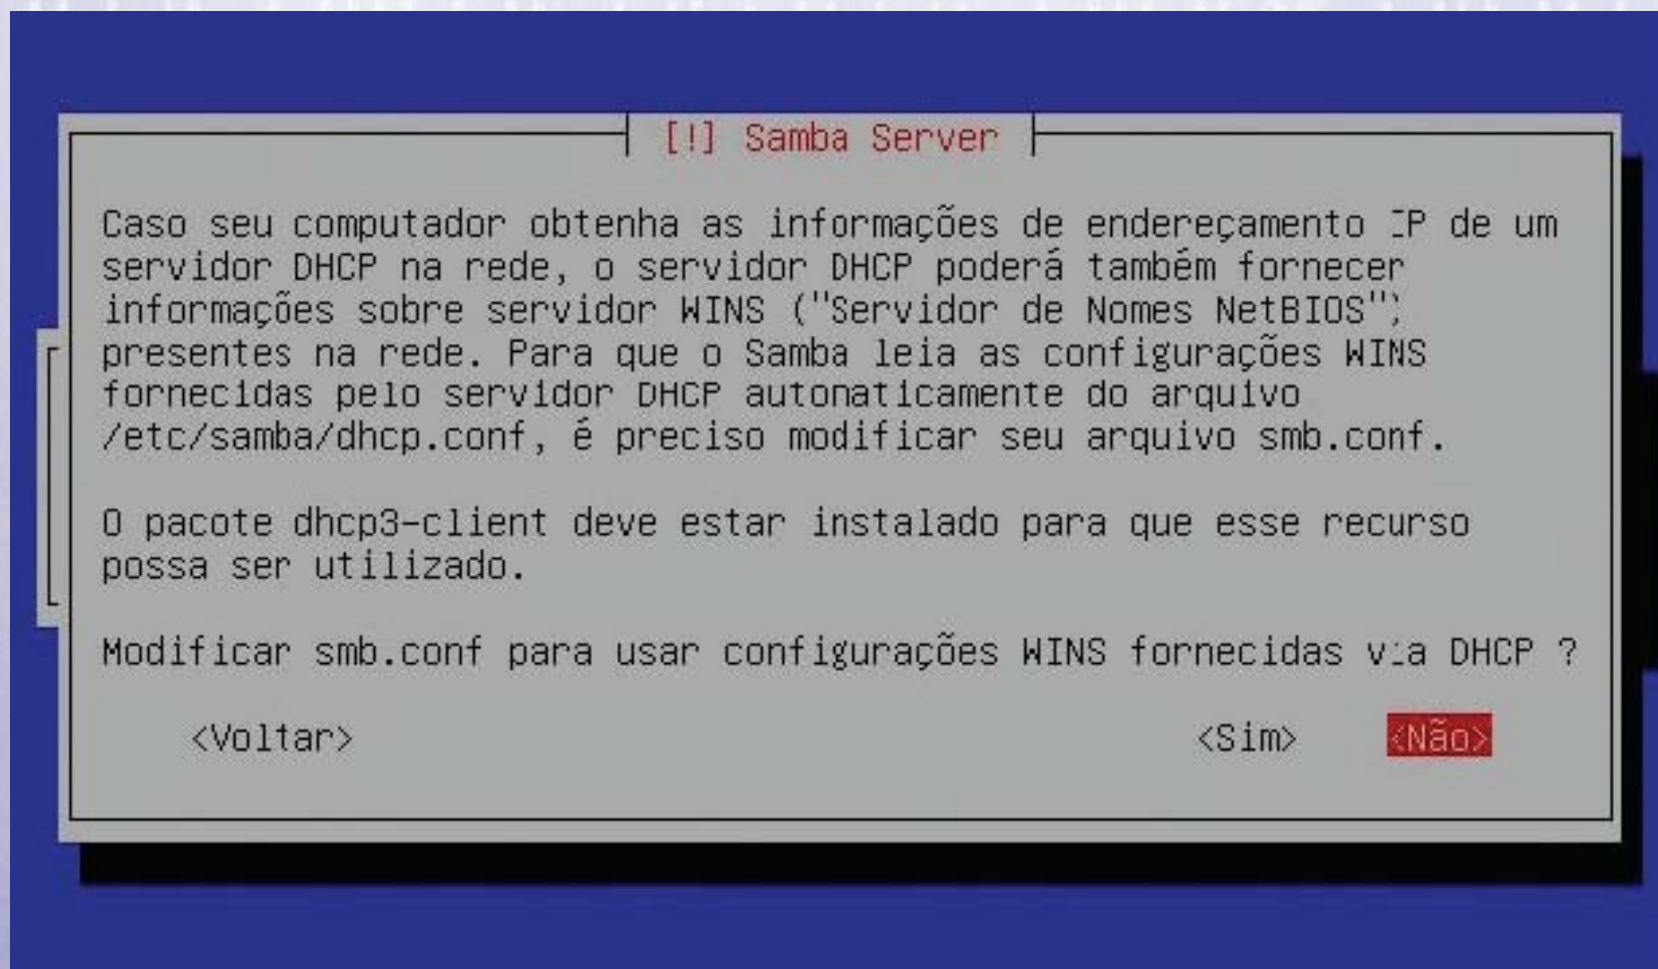 [!] Samba Server
Caso seu computador obtenha as informações de endereçamento IP de um
servidor DHCP na rede, o servidor DHCP poderá também fornecer
informações sobre servidor WINS ("Servidor de Nomes NetBIOS")
presentes na rede. Para que o Samba leia as configurações WINS
fornecidas pelo servidor DHCP automaticamente do arquivo
/etc/samba/dhcp.conf, é preciso modificar seu arquivo smb.conf.
O pacote dhcp3-client deve estar instalado para que esse recurso
possa ser utilizado.
Modificar smb.conf para usar configurações WINS fornecidas via DHCP ?
<Voltar> <Sim> <Não>